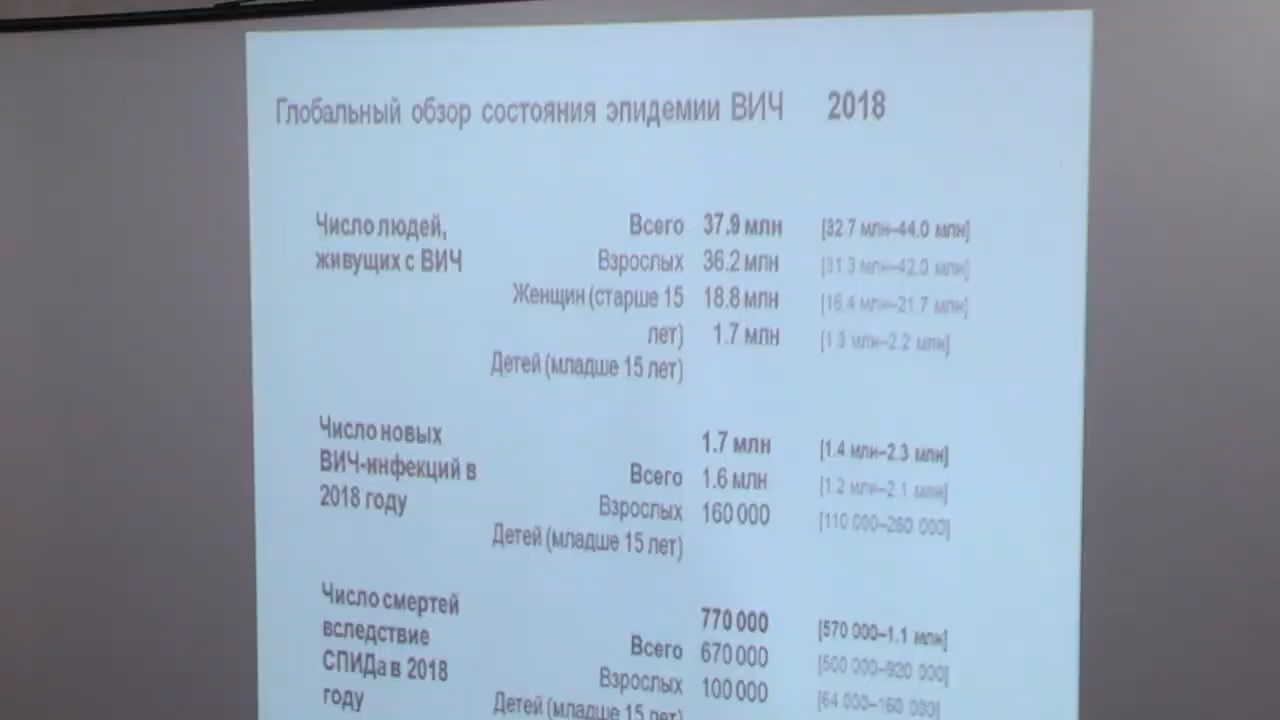 Глобальный обзор состояния эпидемии ВИЧ 2018
Число людей, Всего 37.9 млн [32.7 млн–44.0 млн]
живущих с ВИЧ Взрослых 36.2 млн [31.3 млн–42.0 млн]
Женщин (старше 15 18.8 млн [16.4 млн–21.7 млн]
лет) 1.7 млн [1.3 млн–2.2 млн]
Детей (младше 15 лет)
Число новых 1.7 млн [1.4 млн–2.3 млн]
ВИЧ-инфекций в Всего 1.6 млн [1.2 млн–2.1 млн]
2018 году Взрослых 160 000 [110 000–260 000]
Детей (младше 15 лет)
Число смертей 770 000 [570 000–1.1 млн]
вследствие Всего 670 000 [500 000–920 000]
СПИДа в 2018 Взрослых 100 000 [64 000–160 000]
году Детей (младше 15 лет)